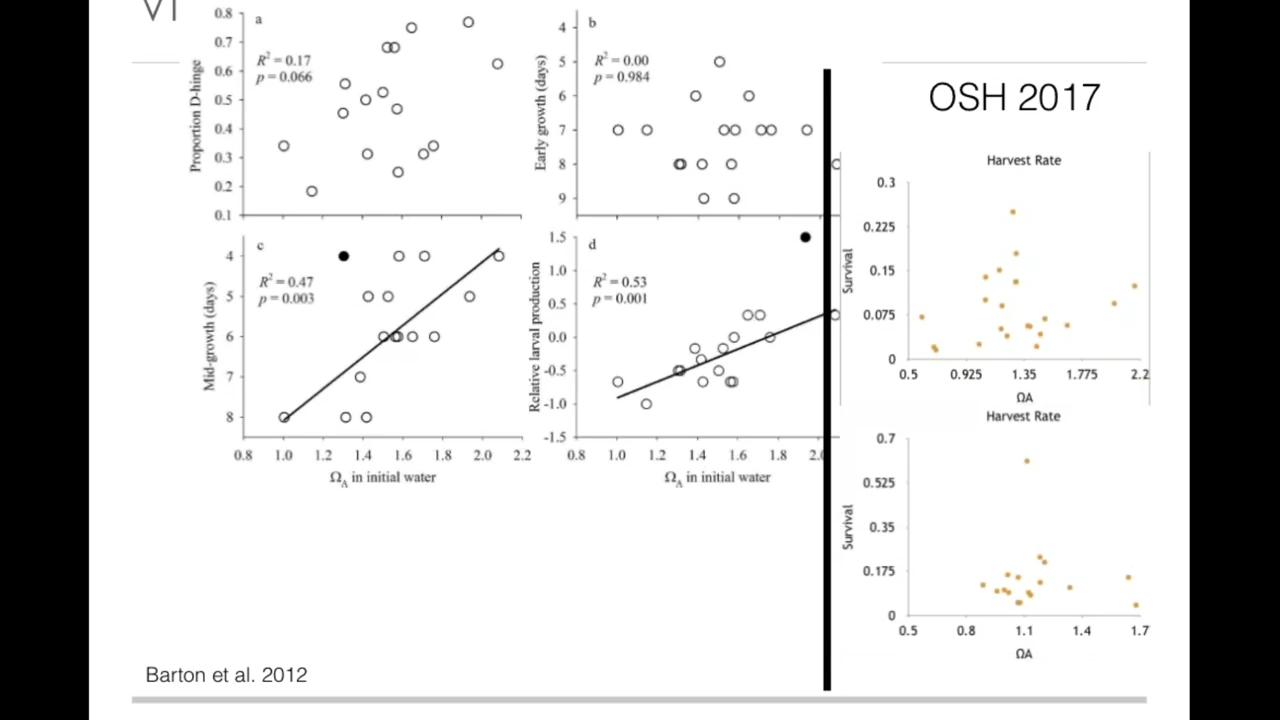 VI
a
R² = 0.17
p = 0.066
Proportion D-hinge
0.8
0.7
0.6
0.5
0.4
0.3
0.2
0.1
b
R² = 0.00
p = 0.984
Early growth (days)
4
5
6
7
8
9
c
R² = 0.47
p = 0.003
Mid-growth (days)
4
5
6
7
8
0.8 1.0 1.2 1.4 1.6 1.8 2.0 2.2
Ω_A in initial water
d
R² = 0.53
p = 0.001
Relative larval production
1.5
1.0
0.5
0.0
-0.5
-1.0
-1.5
0.8 1.0 1.2 1.4 1.6 1.8 2.0
Ω_A in initial water
OSH 2017
Harvest Rate
Survival
0.3
0.225
0.15
0.075
0
0.5 0.925 1.35 1.775 2.2
ΩA
Harvest Rate
Survival
0.7
0.525
0.35
0.175
0
0.5 0.8 1.1 1.4 1.7
ΩA
Barton et al. 2012